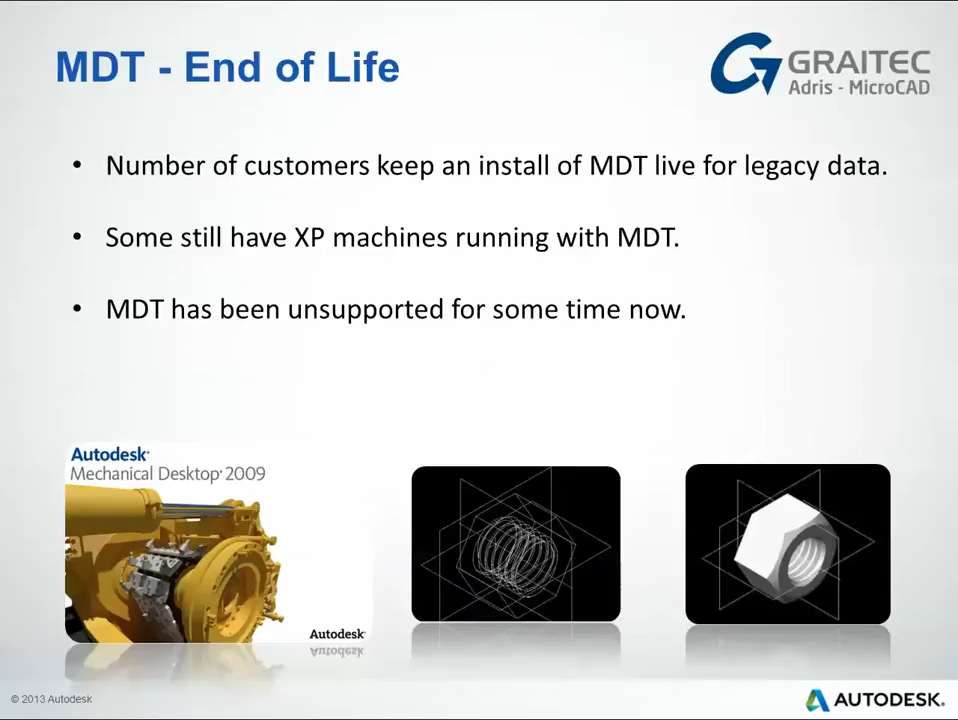 MDT - End of Life
GRAITEC
Adris - MicroCAD
• Number of customers keep an install of MDT live for legacy data.
• Some still have XP machines running with MDT.
• MDT has been unsupported for some time now.
Autodesk®
Mechanical Desktop® 2009
Autodesk®
© 2013 Autodesk
AUTODESK.